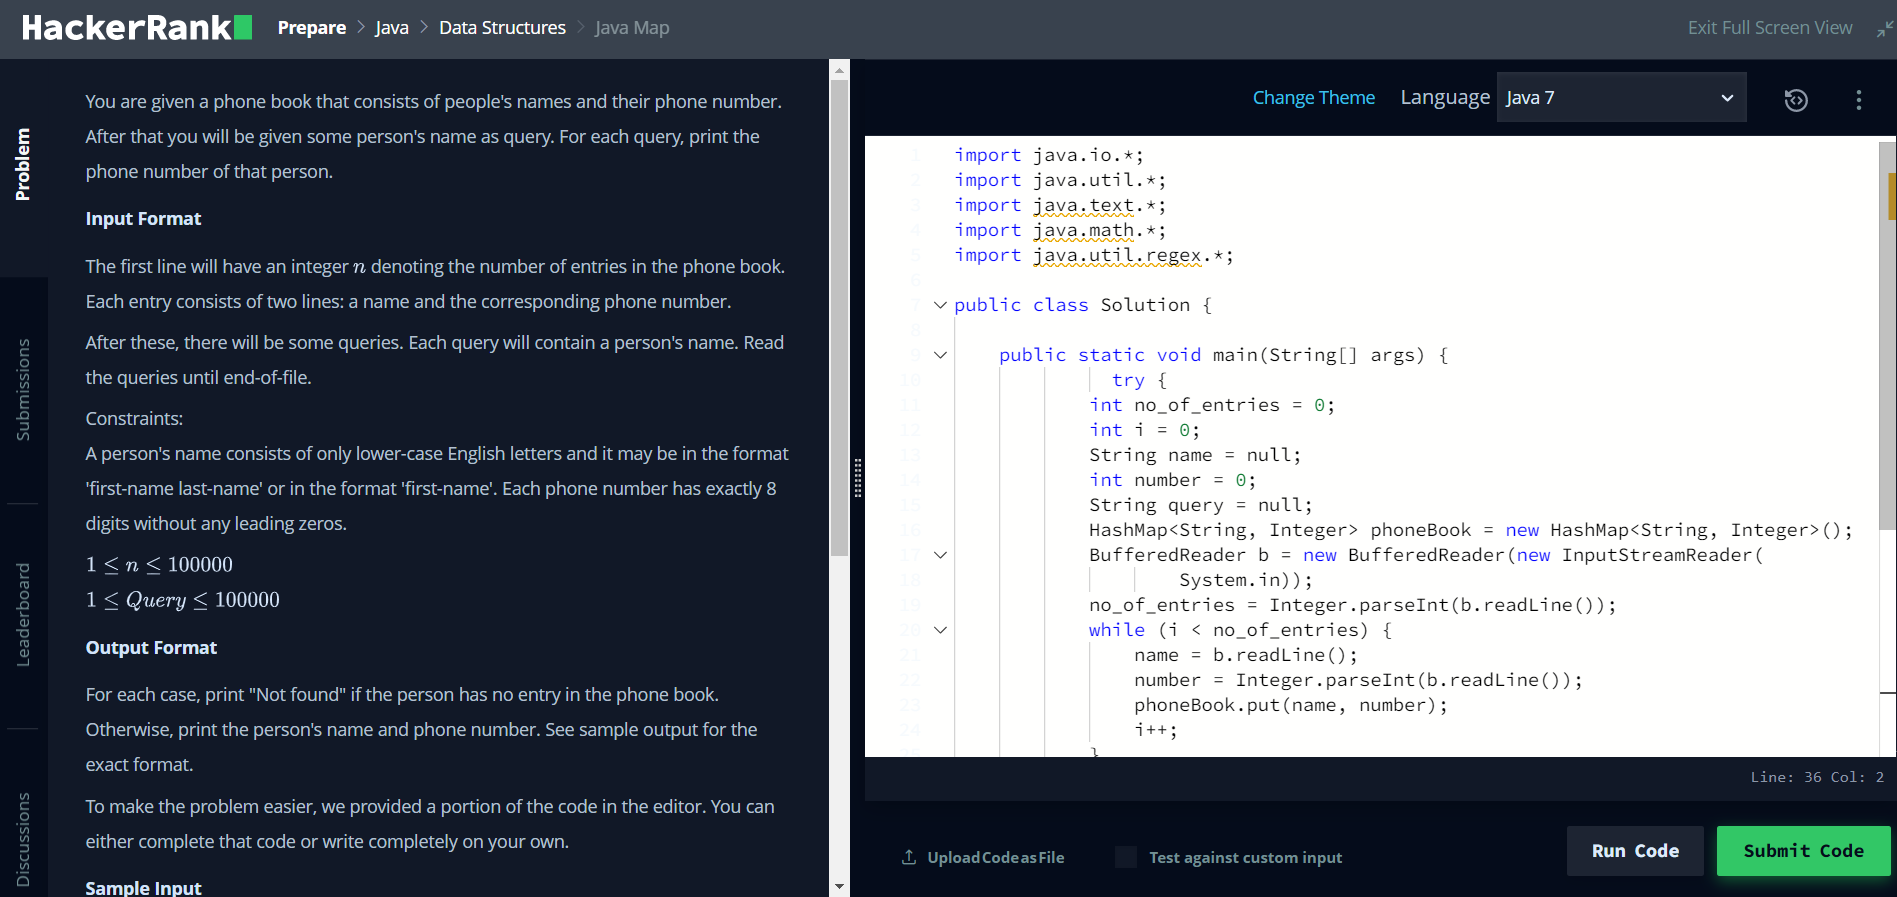 HackerRank
Prepare > Java > Data Structures > Java Map
Exit Full Screen View
Problem
Submissions
Leaderboard
Discussions
You are given a phone book that consists of people's names and their phone number.
After that you will be given some person's name as query. For each query, print the
phone number of that person.
Input Format
The first line will have an integer n denoting the number of entries in the phone book.
Each entry consists of two lines: a name and the corresponding phone number.
After these, there will be some queries. Each query will contain a person's name. Read
the queries until end-of-file.
Constraints:
A person's name consists of only lower-case English letters and it may be in the format
'first-name last-name' or in the format 'first-name'. Each phone number has exactly 8
digits without any leading zeros.
1 ≤ n ≤ 100000
1 ≤ Query ≤ 100000
Output Format
For each case, print "Not found" if the person has no entry in the phone book.
Otherwise, print the person's name and phone number. See sample output for the
exact format.
To make the problem easier, we provided a portion of the code in the editor. You can
either complete that code or write completely on your own.
Sample Input
Change Theme Language Java 7
1 import java.io.*;
2 import java.util.*;
3 import java.text.*;
4 import java.math.*;
5 import java.util.regex.*;
6
7 public class Solution {
8
9 public static void main(String[] args) {
10 try {
11 int no_of_entries = 0;
12 int i = 0;
13 String name = null;
14 int number = 0;
15 String query = null;
16 HashMap<String, Integer> phoneBook = new HashMap<String, Integer>();
17 BufferedReader b = new BufferedReader(new InputStreamReader(
18 System.in));
19 no_of_entries = Integer.parseInt(b.readLine());
20 while (i < no_of_entries) {
21 name = b.readLine();
22 number = Integer.parseInt(b.readLine());
23 phoneBook.put(name, number);
24 i++;
25 }
Line: 36 Col: 2
Upload Code as File
Test against custom input
Run Code
Submit Code